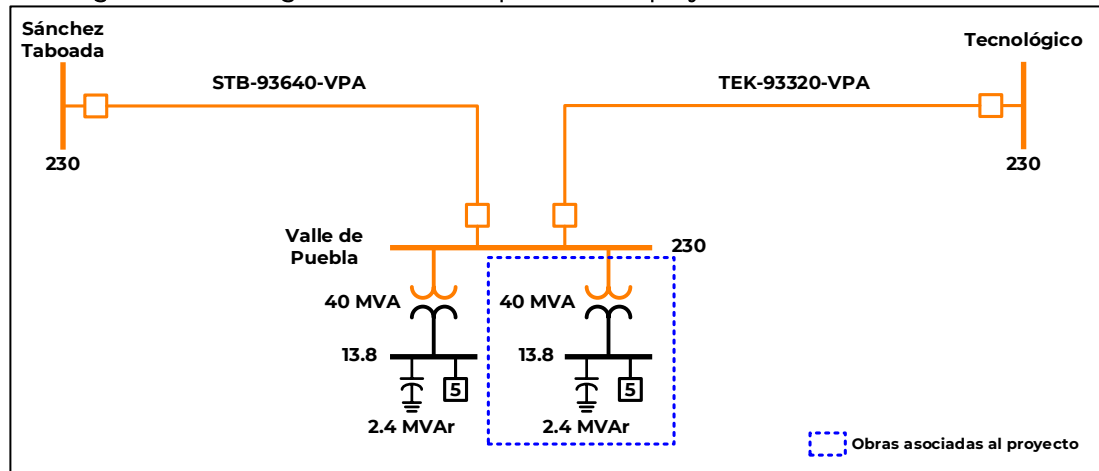 Sánchez
Taboada
Tecnológico
STB-93640-VPA
TEK-93320-VPA
230
230
Valle de
Puebla
230
40 MVA
40 MVA
13.8
13.8
5
5
2.4 MVAr
2.4 MVAr
Obras asociadas al proyecto